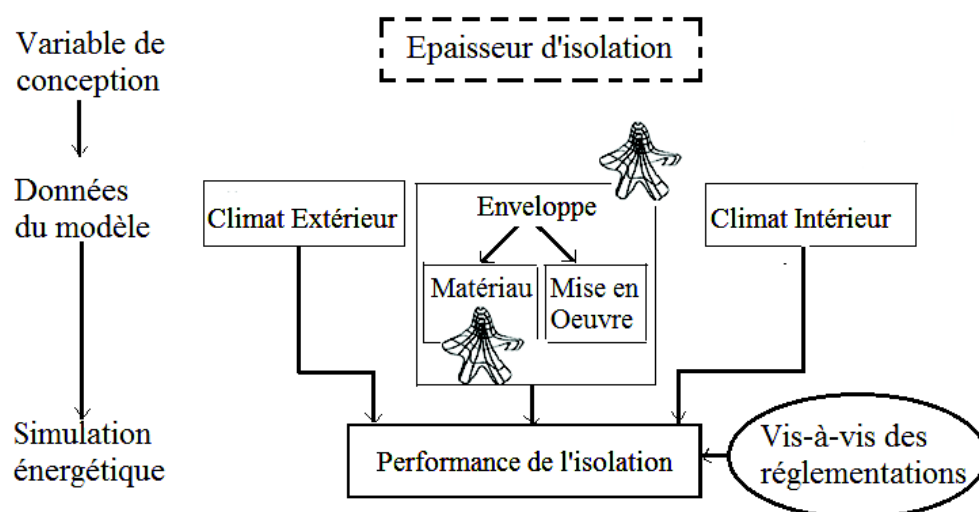 Variable de
conception
Epaisseur d'isolation
Données
du modèle
Climat Extérieur
Enveloppe
Matériau
Mise en
Oeuvre
Climat Intérieur
Simulation
énergétique
Performance de l'isolation
Vis-à-vis des
réglementations